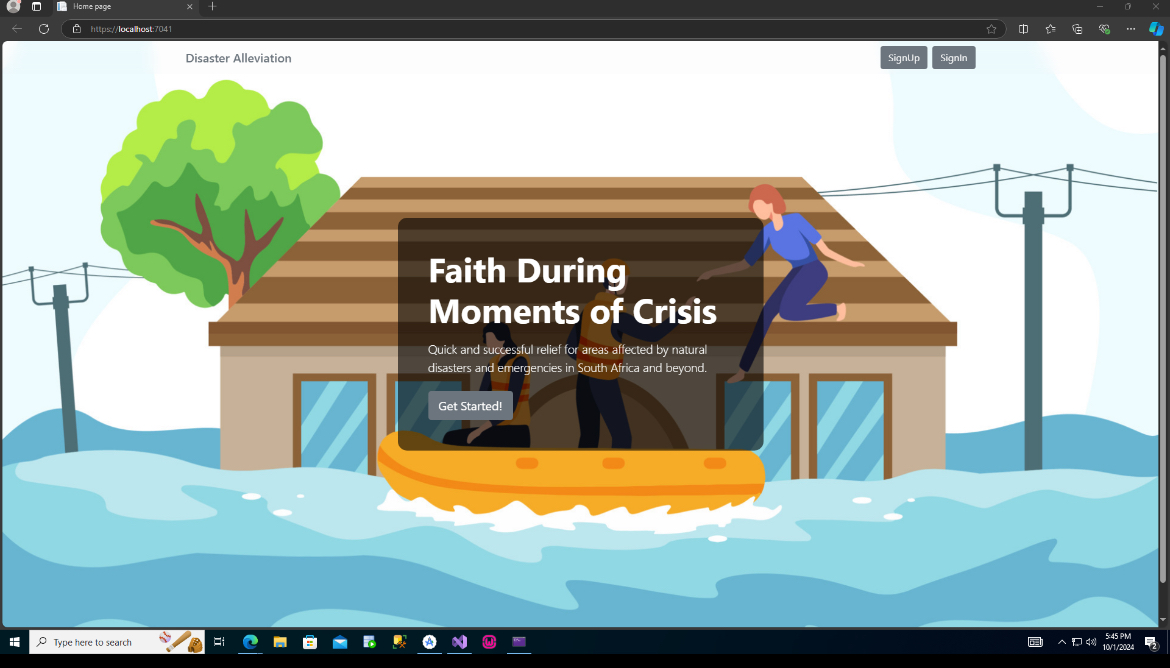 Home page
https://localhost:7041
Disaster Alleviation
SignUp
SignIn
Faith During
Moments of Crisis
Quick and successful relief for areas affected by natural
disasters and emergencies in South Africa and beyond.
Get Started!
Type here to search
5:45 PM
10/1/2024
2